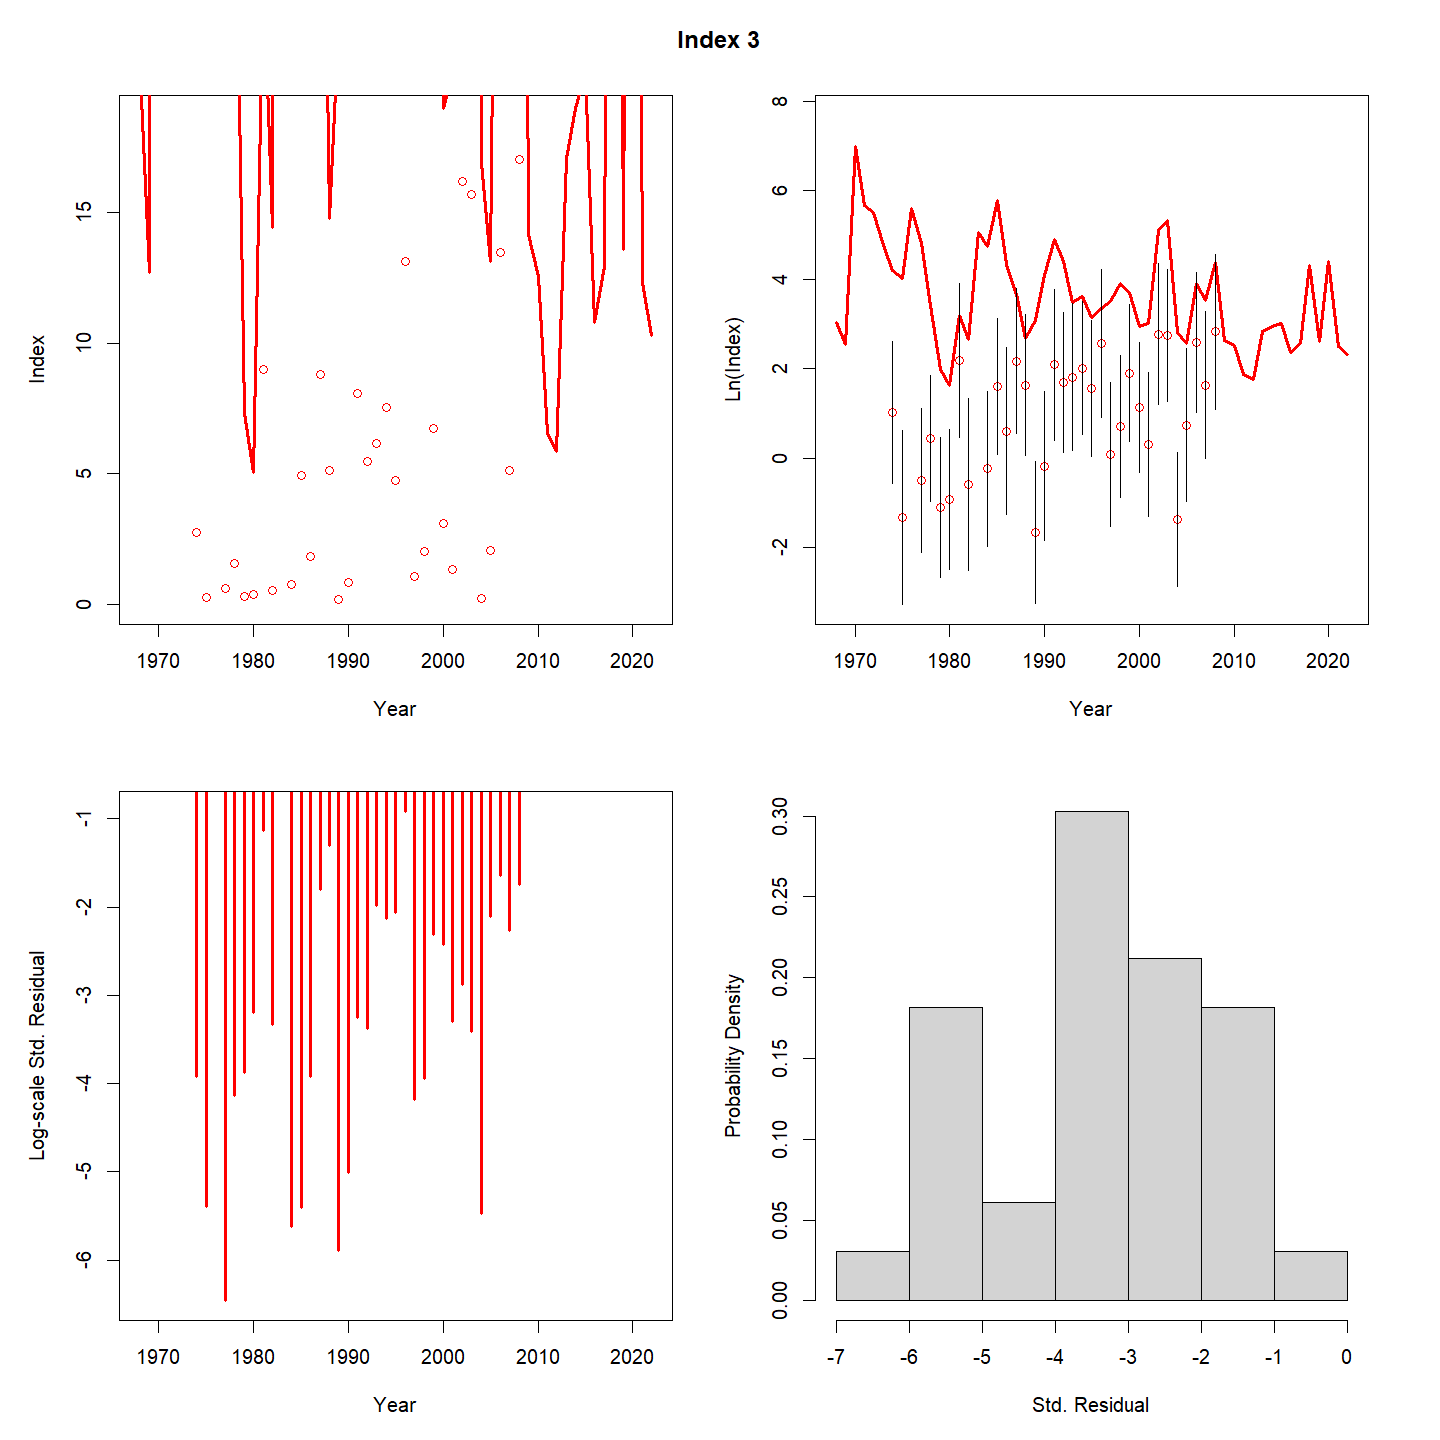 Index 3
Index
15
10
5
0
1970 1980 1990 2000 2010 2020
Year
Ln(Index)
8
6
4
2
0
-2
1970 1980 1990 2000 2010 2020
Year
Log-scale Std. Residual
-1
-2
-3
-4
-5
-6
1970 1980 1990 2000 2010 2020
Year
Probability Density
0.30
0.25
0.20
0.15
0.10
0.05
0.00
-7 -6 -5 -4 -3 -2 -1 0
Std. Residual